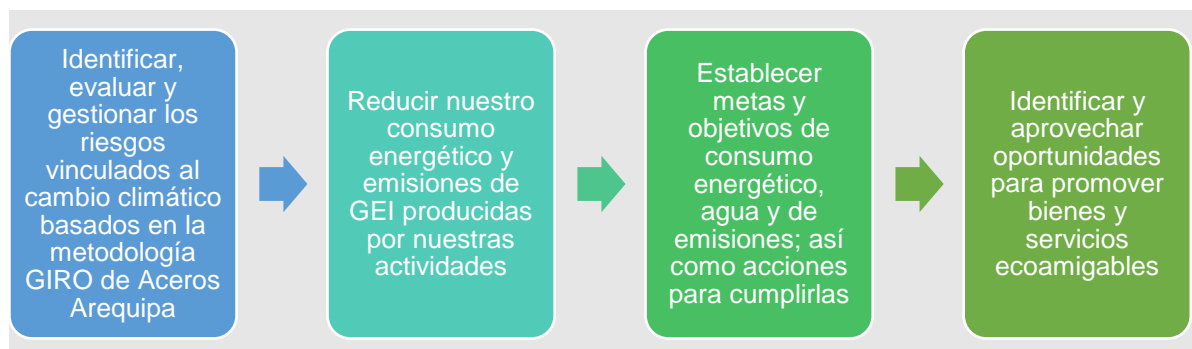 Identificar,
evaluar y
gestionar los
riesgos
vinculados al
cambio climático
basados en la
metodología
GIRO de Aceros
Arequipa
Reducir nuestro
consumo
energético y
emisiones de
GEI producidas
por nuestras
actividades
Establecer
metas y
objetivos de
consumo
energético,
agua y de
emisiones; así
como acciones
para cumplirlas
Identificar y
aprovechar
oportunidades
para promover
bienes y
servicios
ecoamigables